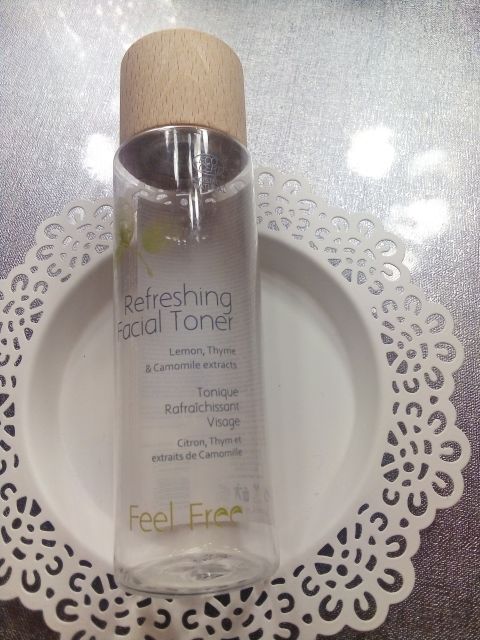 Refreshing
Facial Toner
Lemon, Thyme
& Camomile extracts
Tonique
Rafraîchissant
Visage
Citron, Thym et
extraits de Camomille
Feel Free